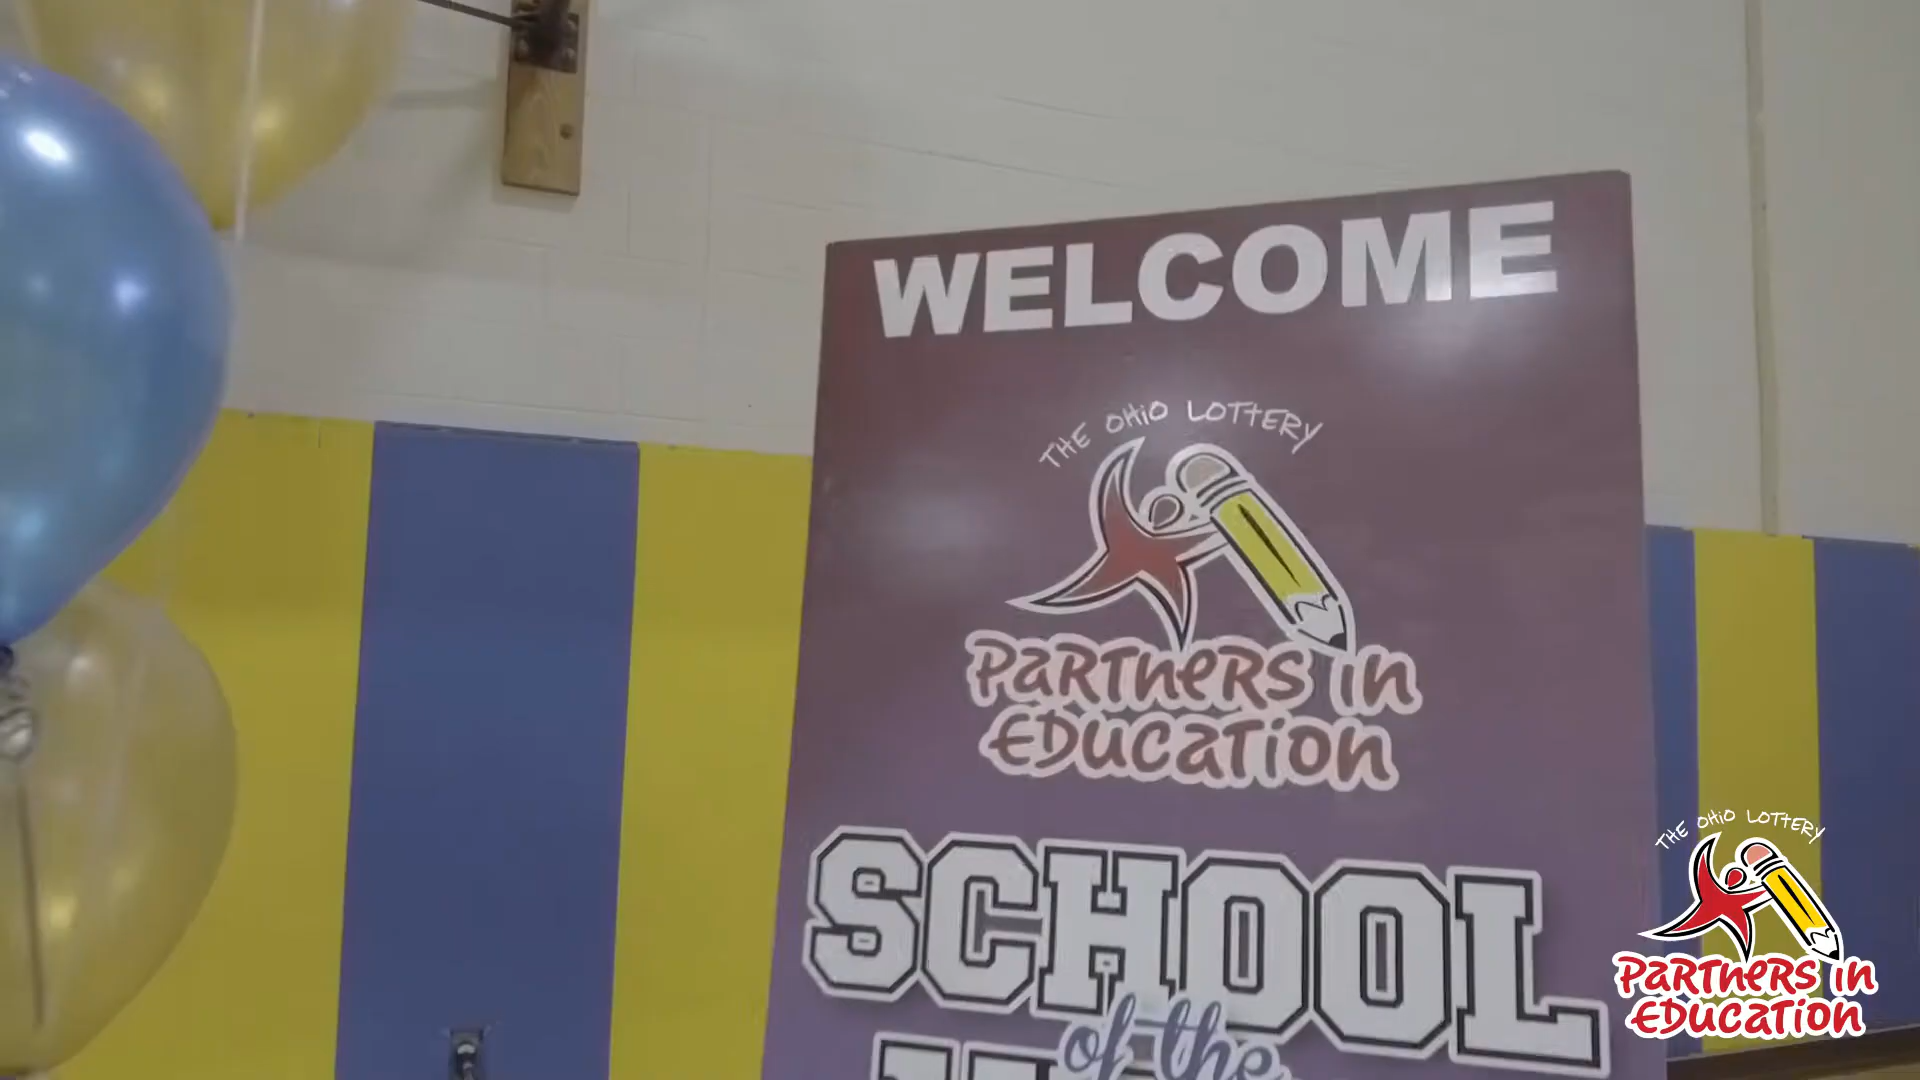 WELCOME
THE OHiO LOTTERY
PARTNERS iN
EDUCATiON
SCHOOL
of the
THE OHiO LOTTERY
PARTNERS iN
EDUCATiON